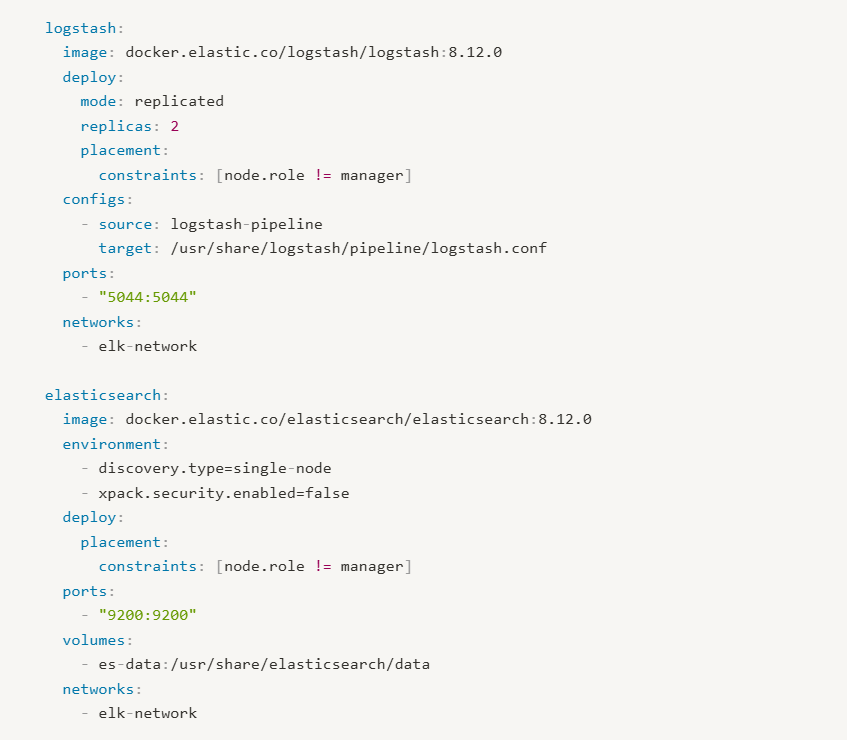 logstash:
  image: docker.elastic.co/logstash/logstash:8.12.0
  deploy:
    mode: replicated
    replicas: 2
    placement:
      constraints: [node.role != manager]
  configs:
    - source: logstash-pipeline
      target: /usr/share/logstash/pipeline/logstash.conf
  ports:
    - "5044:5044"
  networks:
    - elk-network

elasticsearch:
  image: docker.elastic.co/elasticsearch/elasticsearch:8.12.0
  environment:
    - discovery.type=single-node
    - xpack.security.enabled=false
  deploy:
    placement:
      constraints: [node.role != manager]
  ports:
    - "9200:9200"
  volumes:
    - es-data:/usr/share/elasticsearch/data
  networks:
    - elk-network